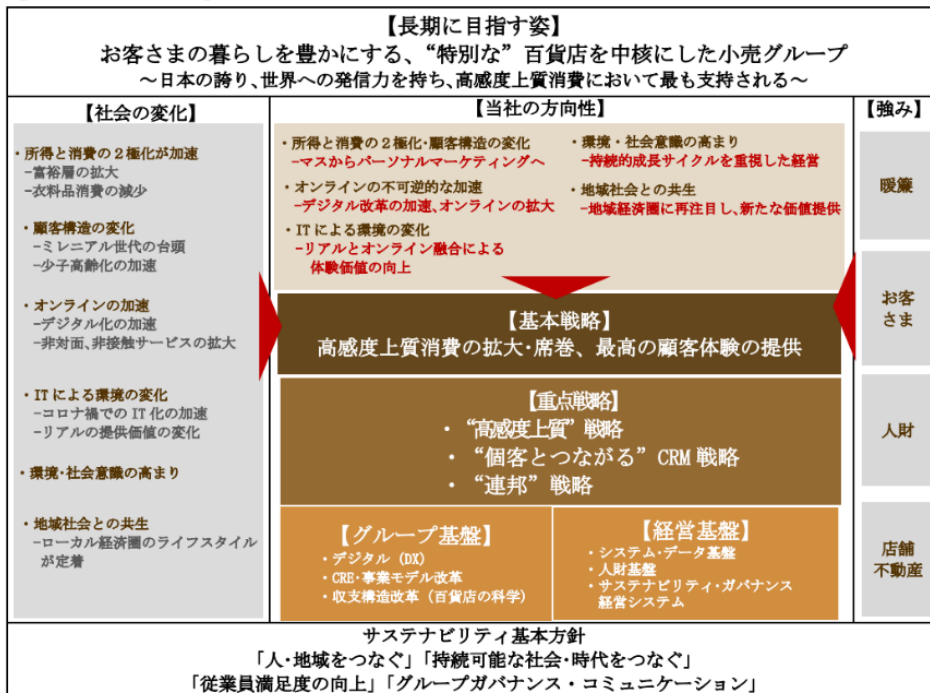 【長期に目指す姿】
お客さまの暮らしを豊かにする、“特別な”百貨店を中核にした小売グループ
～日本の誇り、世界への発信力を持ち、高感度上質消費において最も支持される～
【社会の変化】
・所得と消費の２極化が加速
−富裕層の拡大
−衣料品消費の減少
・顧客構造の変化
−ミレニアル世代の台頭
−少子高齢化の加速
・オンラインの加速
−デジタル化の加速
−非対面、非接触サービスの拡大
・IT による環境の変化
−コロナ禍での IT 化の加速
−リアルの提供価値の変化
・環境・社会意識の高まり
・地域社会との共生
−ローカル経済圏のライフスタイル
が定着
【当社の方向性】
・所得と消費の２極化・顧客構造の変化
−マスからパーソナルマーケティングへ
・オンラインの不可逆的な加速
−デジタル改革の加速、オンラインの拡大
・IT による環境の変化
−リアルとオンライン融合による
体験価値の向上
・環境・社会意識の高まり
−持続的成長サイクルを重視した経営
・地域社会との共生
−地域経済圏に再注目し、新たな価値提供
【基本戦略】
高感度上質消費の拡大・席巻、最高の顧客体験の提供
【重点戦略】
・“高感度上質”戦略
・“個客とつながる”CRM 戦略
・“連邦”戦略
【グループ基盤】
・デジタル（DX）
・CRE・事業モデル改革
・収支構造改革（百貨店の科学）
【経営基盤】
・システム・データ基盤
・人財基盤
・サステナビリティ・ガバナンス
経営システム
【強み】
暖簾
お客
さま
人財
店舗
不動産
サステナビリティ基本方針
「人・地域をつなぐ」「持続可能な社会・時代をつなぐ」
「従業員満足度の向上」「グループガバナンス・コミュニケーション」